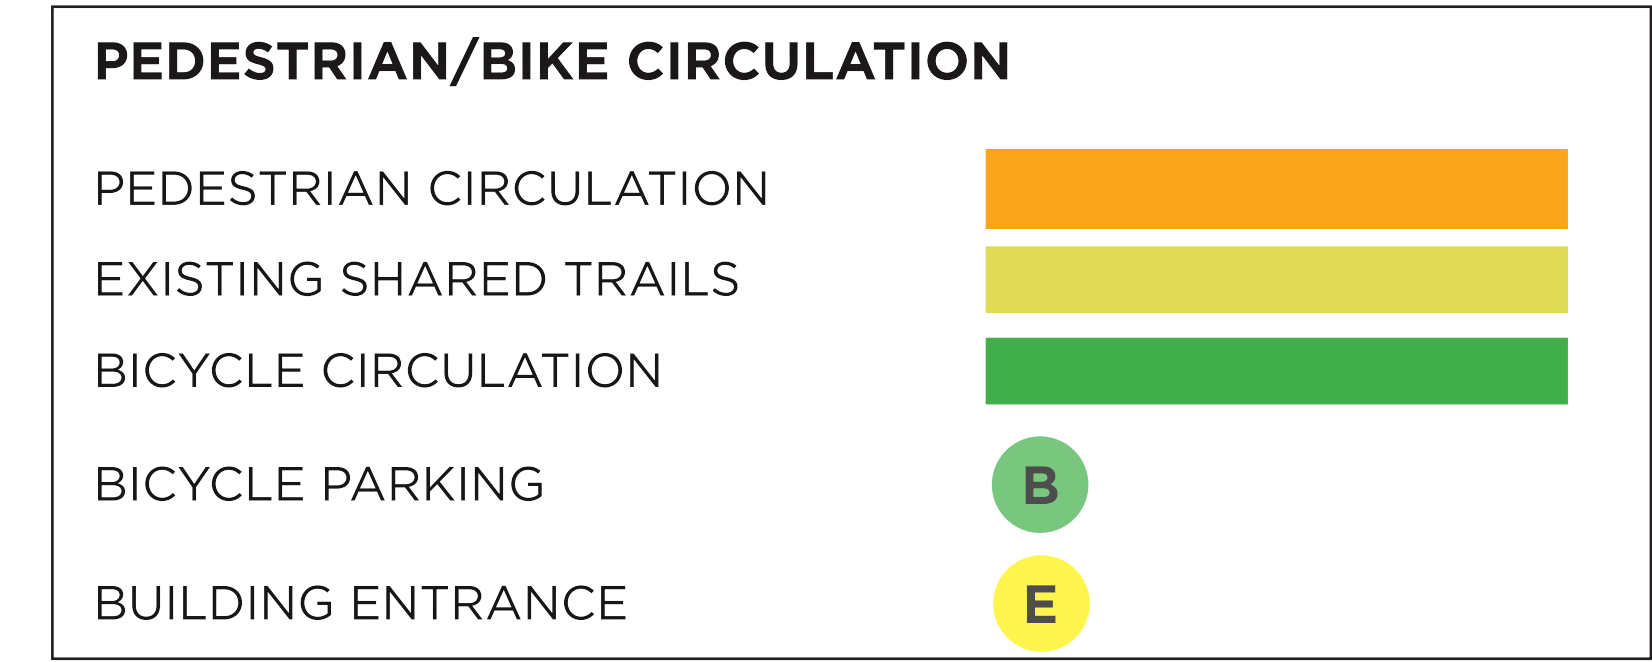 PEDESTRIAN/BIKE CIRCULATION
PEDESTRIAN CIRCULATION
EXISTING SHARED TRAILS
BICYCLE CIRCULATION
BICYCLE PARKING B
BUILDING ENTRANCE E